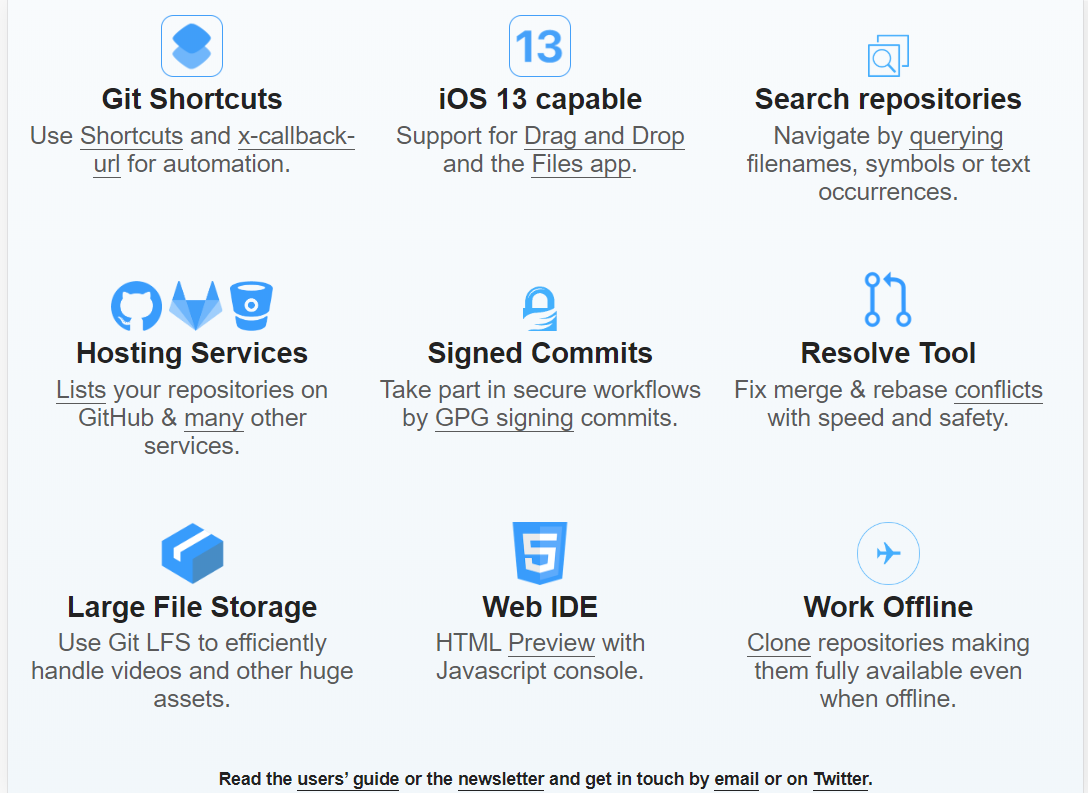 13
Git Shortcuts
Use Shortcuts and x-callback-
url for automation.
iOS 13 capable
Support for Drag and Drop
and the Files app.
Search repositories
Navigate by querying
filenames, symbols or text
occurrences.
Hosting Services
Lists your repositories on
GitHub & many other
services.
Signed Commits
Take part in secure workflows
by GPG signing commits.
Resolve Tool
Fix merge & rebase conflicts
with speed and safety.
Large File Storage
Use Git LFS to efficiently
handle videos and other huge
assets.
5
Web IDE
HTML Preview with
Javascript console.
Work Offline
Clone repositories making
them fully available even
when offline.
Read the users’ guide or the newsletter and get in touch by email or on Twitter.